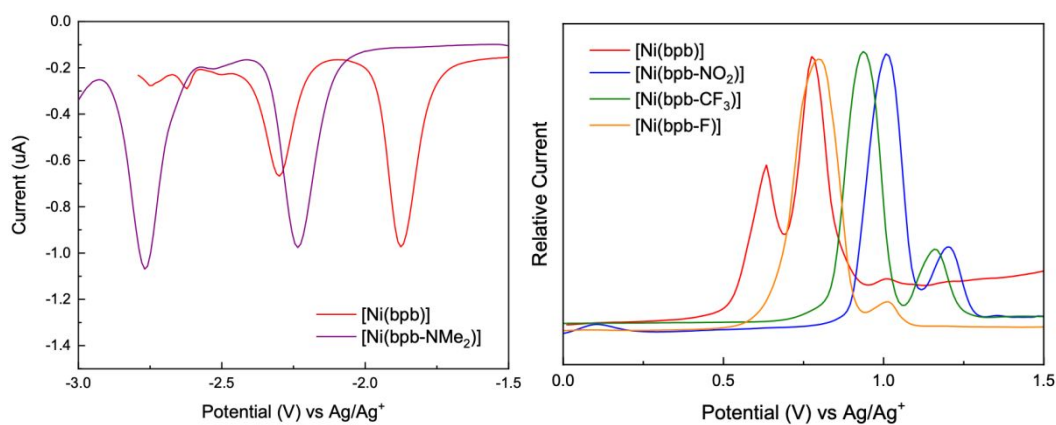 0.0
-0.2
-0.4
-0.6
-0.8
-1.0
-1.2
-1.4
Current (uA)
[Ni(bpb)]
[Ni(bpb-NMe₂)]
-3.0 -2.5 -2.0 -1.5
Potential (V) vs Ag/Ag⁺
[Ni(bpb)]
[Ni(bpb-NO₂)]
[Ni(bpb-CF₃)]
[Ni(bpb-F)]
Relative Current
0.0 0.5 1.0 1.5
Potential (V) vs Ag/Ag⁺